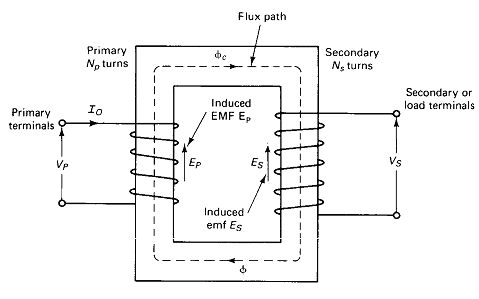 Flux path
Primary
Np turns
ϕc
Secondary
Ns turns
Primary
terminals
IO
Induced
EMF EP
Secondary or
load terminals
VP
EP
ES
VS
Induced
emf ES
ϕ